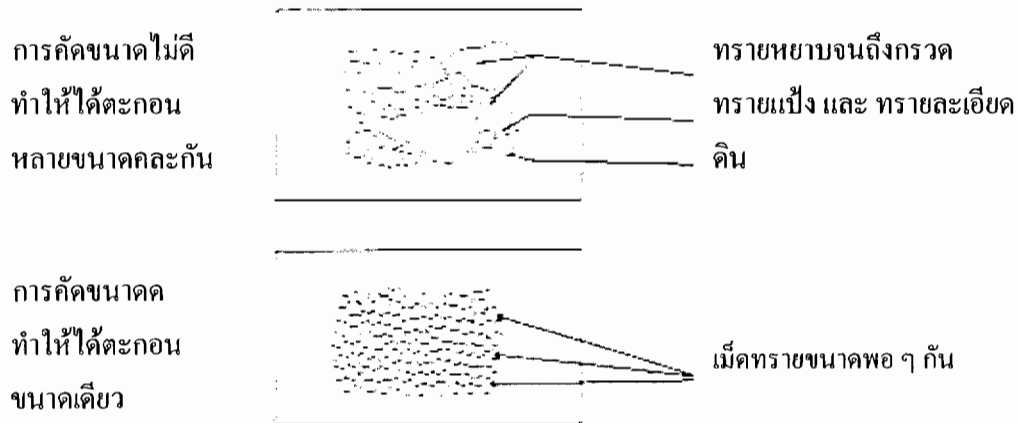 การคัดขนาดไม่ดี
ทำให้ได้ตะกอน
หลายขนาดคละกัน
ทรายหยาบจนถึงกรวด
ทรายแป้ง และ ทรายละเอียด
ดิน
การคัดขนาดด
ทำให้ได้ตะกอน
ขนาดเดียว
เม็ดทรายขนาดพอ ๆ กัน